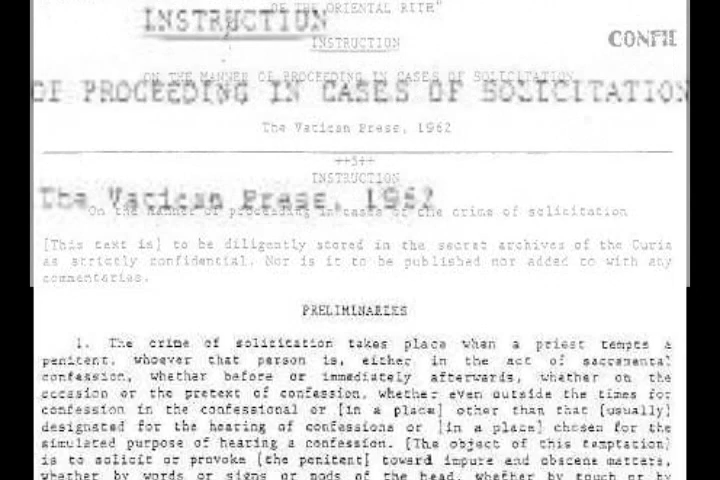 OF THE ORIENTAL RITE"
INSTRUCTION
INSTRUCTION
CONFID
ON THE MANNER OF PROCEEDING IN CASES OF SOLICITATION
OF PROCEEDING IN CASES OF SOLICITATION
The Vatican Press, 1962
++5++
INSTRUCTION
The Vatican Press, 1962
On the manner of proceeding in cases of the crime of solicitation
[This text is] to be diligently stored in the secret archives of the Curia
as strictly confidential. Nor is it to be published nor added to with any
commentaries.
PRELIMINARIES
1. The crime of solicitation takes place when a priest tempts a
penitent, whoever that person is, either in the act of sacramental
confession, whether before or immediately afterwards, whether on the
occasion or the pretext of confession, whether even outside the times for
confession in the confessional or [in a place] other than that [usually]
designated for the hearing of confessions or [in a place] chosen for the
simulated purpose of hearing a confession. [The object of this temptation]
is to solicit or provoke [the penitent] toward impure and obscene matters,
whether by words or signs or nods of the head, whether by touch or by